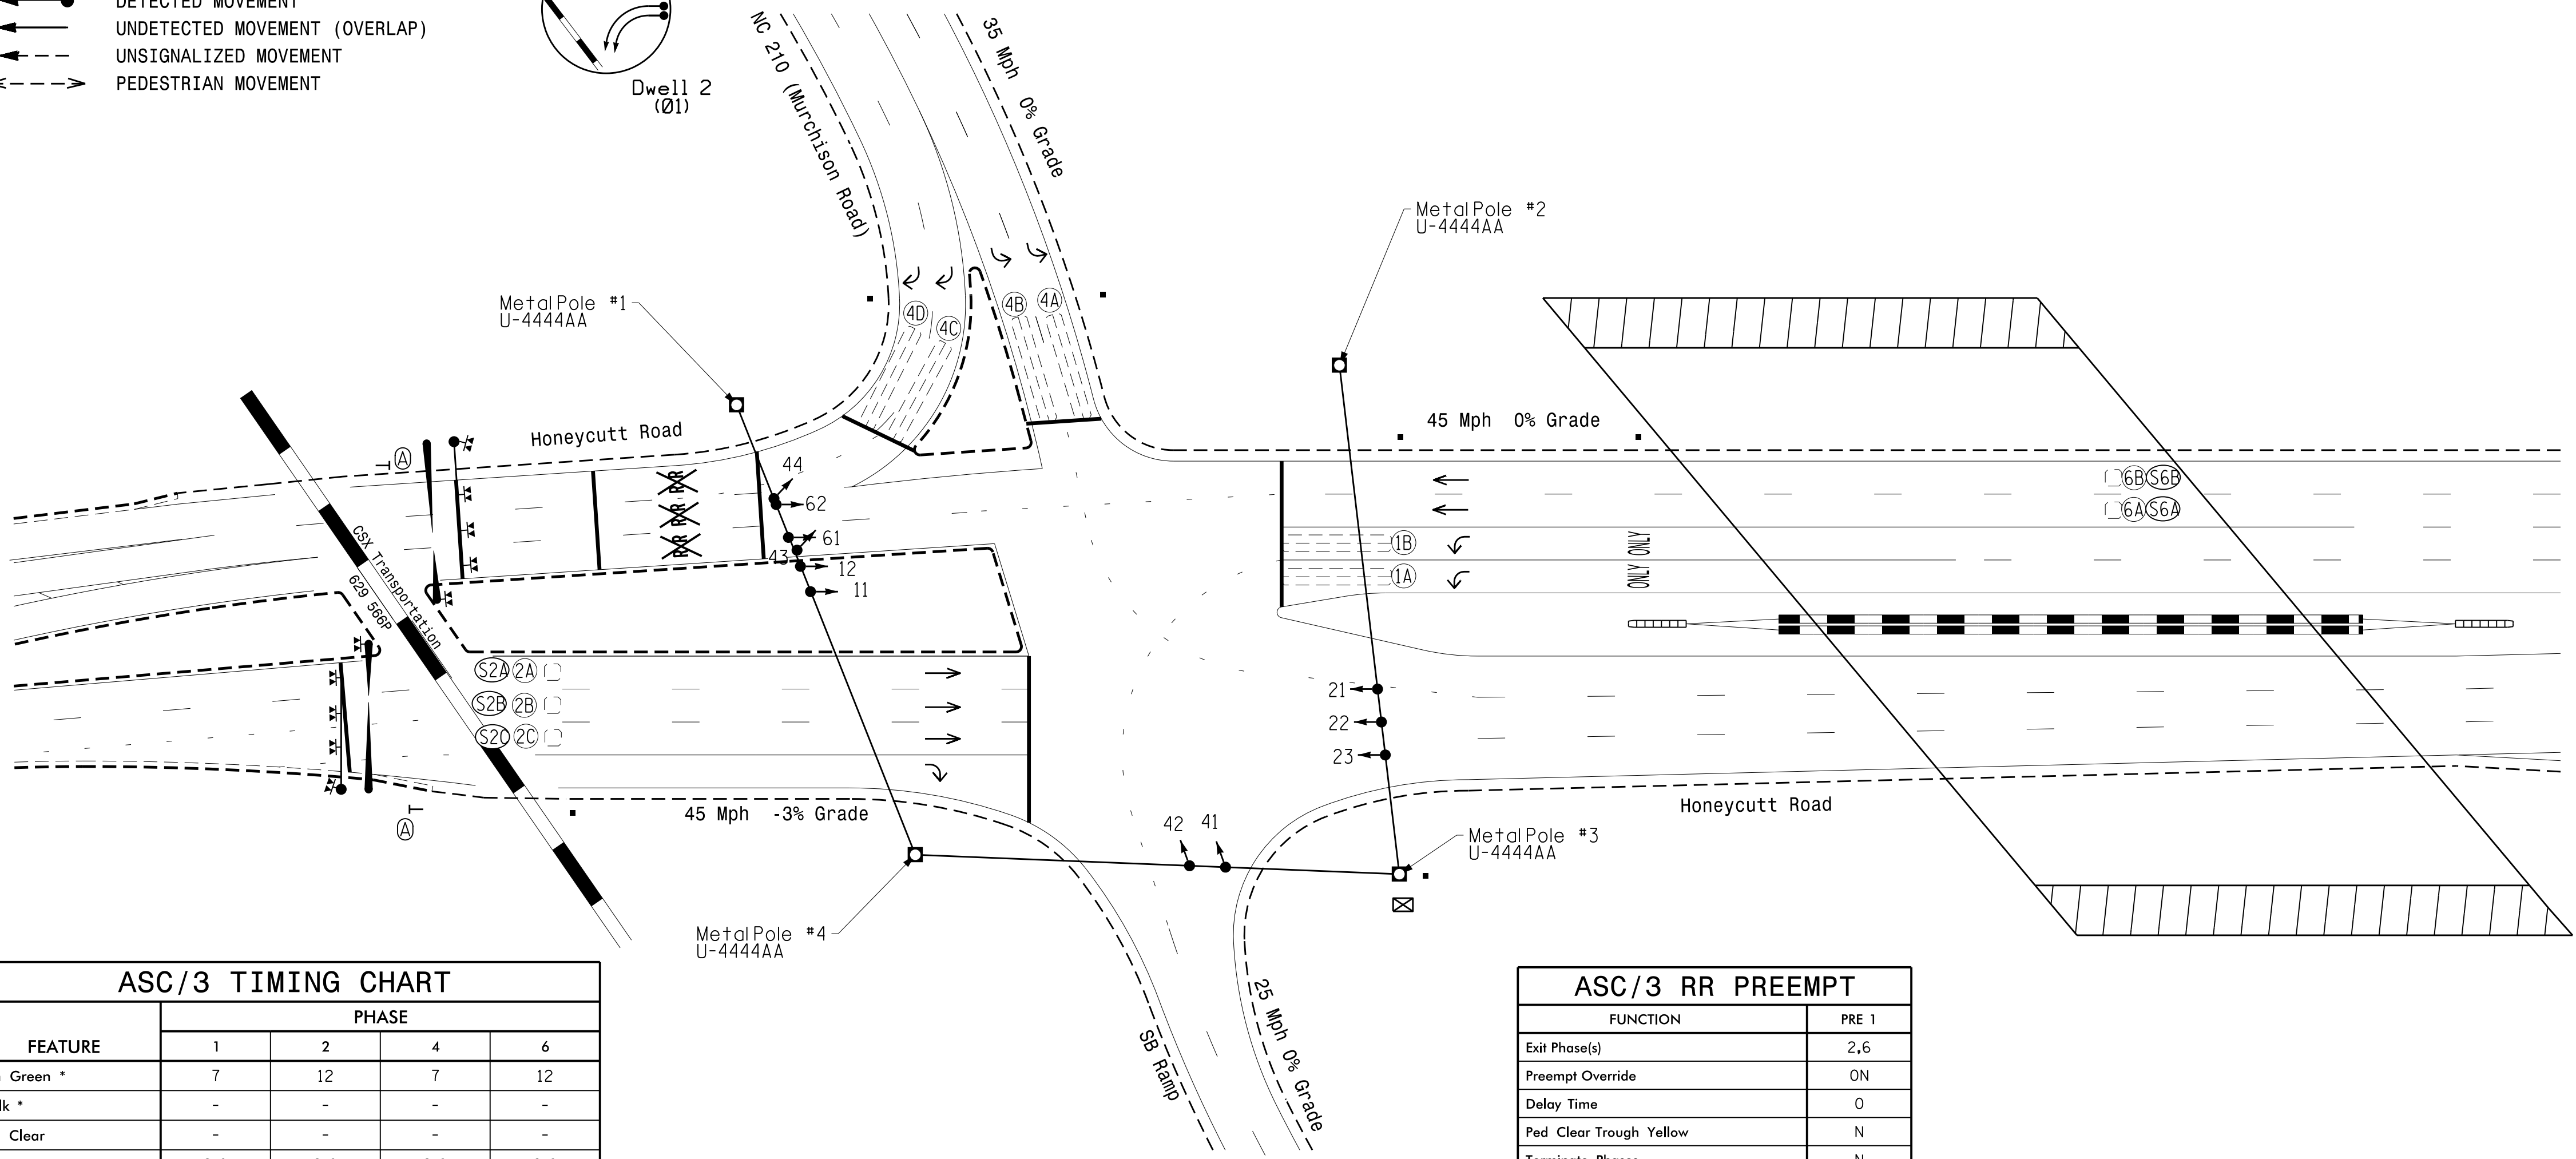 DETECTED MOVEMENT
UNDETECTED MOVEMENT (OVERLAP)
UNSIGNALIZED MOVEMENT
PEDESTRIAN MOVEMENT
Dwell 2
(Ø1)
NC 210 (Murchison Road)
35 Mph 0% Grade
Metal Pole #2
U-4444AA
Metal Pole #1
U-4444AA
4D
4C
4B
4A
45 Mph 0% Grade
Honeycutt Road
A
44
62
61
43
12
11
RR
RR
RR
6B S6B
6A S6A
1B
ONLY
1A
ONLY
CSX Transportation
629 566P
S2A 2A
S2B 2B
S2C 2C
21
22
23
A
45 Mph -3% Grade
Honeycutt Road
42
41
Metal Pole #3
U-4444AA
Metal Pole #4
U-4444AA
SB Ramp
25 Mph 0% Grade
ASC/3 TIMING CHART
PHASE
FEATURE 1 2 4 6
Green * 7 12 7 12
lk * - - - -
Clear - - - -
ASC/3 RR PREEMPT
FUNCTION PRE 1
Exit Phase(s) 2,6
Preempt Override ON
Delay Time 0
Ped Clear Trough Yellow N